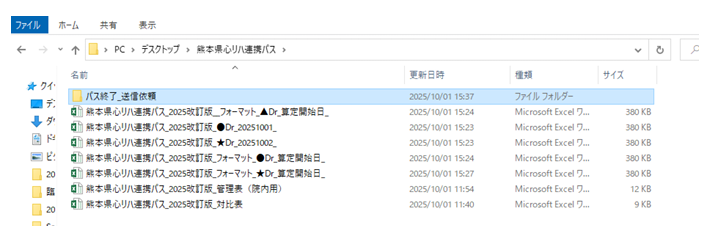 ファイル ホーム 共有 表示
PC › デスクトップ › 熊本県心リハ連携パス ›
名前 更新日時 種類 サイズ
パス終了_送信依頼 2025/10/01 15:37 ファイル フォルダー
熊本県心リハ連携パス_2025改訂版__フォーマット_▲Dr_算定開始日_ 2025/10/01 15:24 Microsoft Excel ワ... 380 KB
熊本県心リハ連携パス_2025改訂版_●Dr_20251001_ 2025/10/01 15:23 Microsoft Excel ワ... 380 KB
熊本県心リハ連携パス_2025改訂版_★Dr_20251002_ 2025/10/01 15:23 Microsoft Excel ワ... 380 KB
熊本県心リハ連携パス_2025改訂版_フォーマット_●Dr_算定開始日_ 2025/10/01 15:24 Microsoft Excel ワ... 380 KB
熊本県心リハ連携パス_2025改訂版_フォーマット_★Dr_算定開始日_ 2025/10/01 15:27 Microsoft Excel ワ... 380 KB
熊本県心リハ連携パス_2025改訂版_管理表（院内用） 2025/10/01 11:54 Microsoft Excel ワ... 12 KB
熊本県心リハ連携パス_2025改訂版_対比表 2025/10/01 11:40 Microsoft Excel ワ... 9 KB
クイ
デ
ダ
ド
ピ
20
臨
20